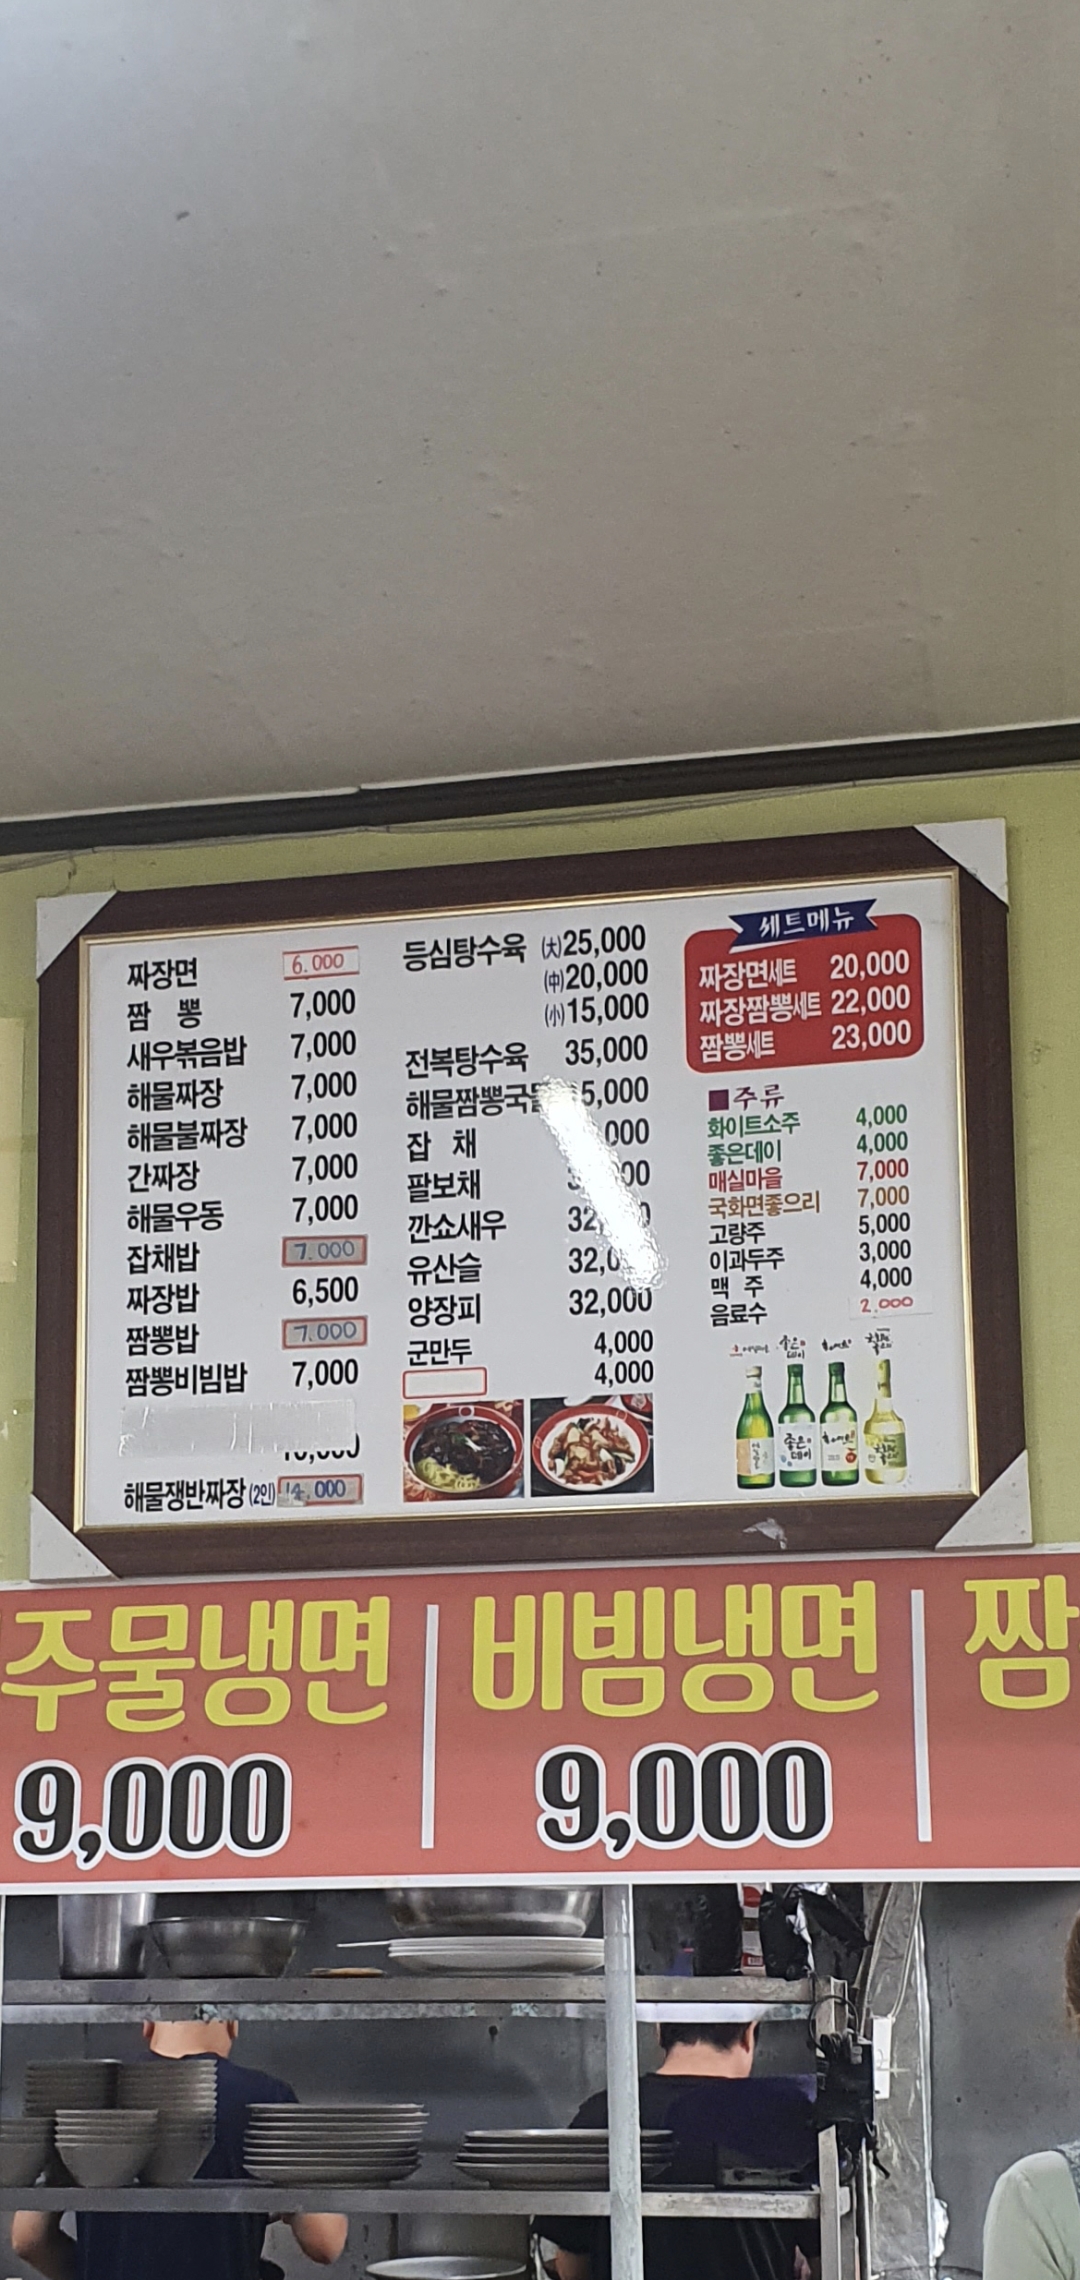 짜장면 6.000
짬 뽕 7,000
새우볶음밥 7,000
해물짜장 7,000
해물불짜장 7,000
간짜장 7,000
해물우동 7,000
잡채밥 7.000
짜장밥 6,500
짬뽕밥 7.000
짬뽕비빔밥 7,000
해물쟁반짜장 (2인)
등심탕수육 (大) 25,000
(中) 20,000
(小) 15,000
전복탕수육 35,000
해물짬뽕국물
잡 채
팔보채
깐쇼새우
유산슬
양장피 32,000
군만두 4,000
4,000
세트메뉴
짜장면세트 20,000
짜장짬뽕세트 22,000
짬뽕세트 23,000
■주류
화이트소주 4,000
좋은데이 4,000
매실마을 7,000
국화면좋으리 7,000
고량주 5,000
이과두주 3,000
맥 주 4,000
음료수 2.000
좋은데이
주물냉면
9,000
비빔냉면
9,000
짬